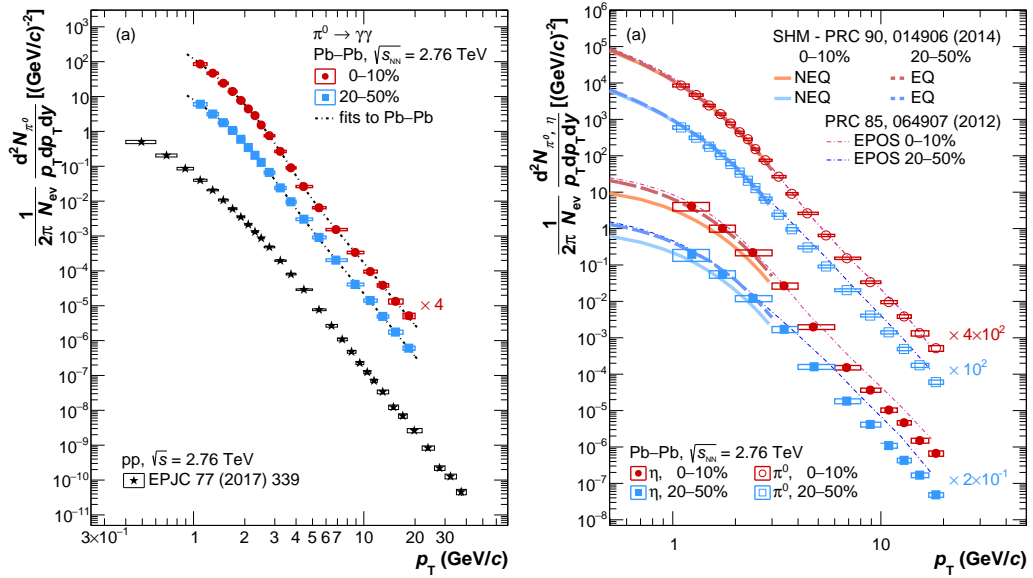 (a)
π⁰ → γγ
Pb−Pb, √s_NN = 2.76 TeV
0−10%
20−50%
fits to Pb−Pb
× 4
pp, √s = 2.76 TeV
EPJC 77 (2017) 339
1/(2π N_ev) d²N_π⁰/(p_T dp_T dy) [(GeV/c)⁻²]
10³
10²
10
1
10⁻¹
10⁻²
10⁻³
10⁻⁴
10⁻⁵
10⁻⁶
10⁻⁷
10⁻⁸
10⁻⁹
10⁻¹⁰
10⁻¹¹
3×10⁻¹ 1 2 3 4 5 6 7 10 20 30
p_T (GeV/c)
(a)
SHM - PRC 90, 014906 (2014)
0−10% 20−50%
NEQ EQ
NEQ EQ
PRC 85, 064907 (2012)
EPOS 0−10%
EPOS 20−50%
× 4×10²
× 10²
× 2×10⁻¹
Pb−Pb, √s_NN = 2.76 TeV
η, 0−10% π⁰, 0−10%
η, 20−50% π⁰, 20−50%
1/(2π N_ev) d²N_π⁰, η/(p_T dp_T dy) [(GeV/c)⁻²]
10⁶
10⁵
10⁴
10³
10²
10
1
10⁻¹
10⁻²
10⁻³
10⁻⁴
10⁻⁵
10⁻⁶
10⁻⁷
1 10
p_T (GeV/c)